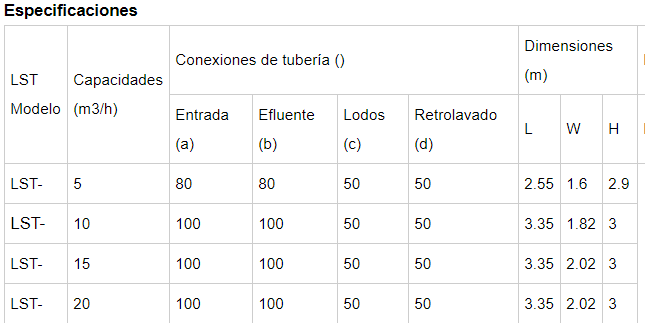 Especificaciones
LST Modelo Capacidades (m3/h) Conexiones de tubería () Dimensiones (m)
Entrada (a) Efluente (b) Lodos (c) Retrolavado (d) L W H
LST- 5 80 80 50 50 2.55 1.6 2.9
LST- 10 100 100 50 50 3.35 1.82 3
LST- 15 100 100 50 50 3.35 2.02 3
LST- 20 100 100 50 50 3.35 2.02 3